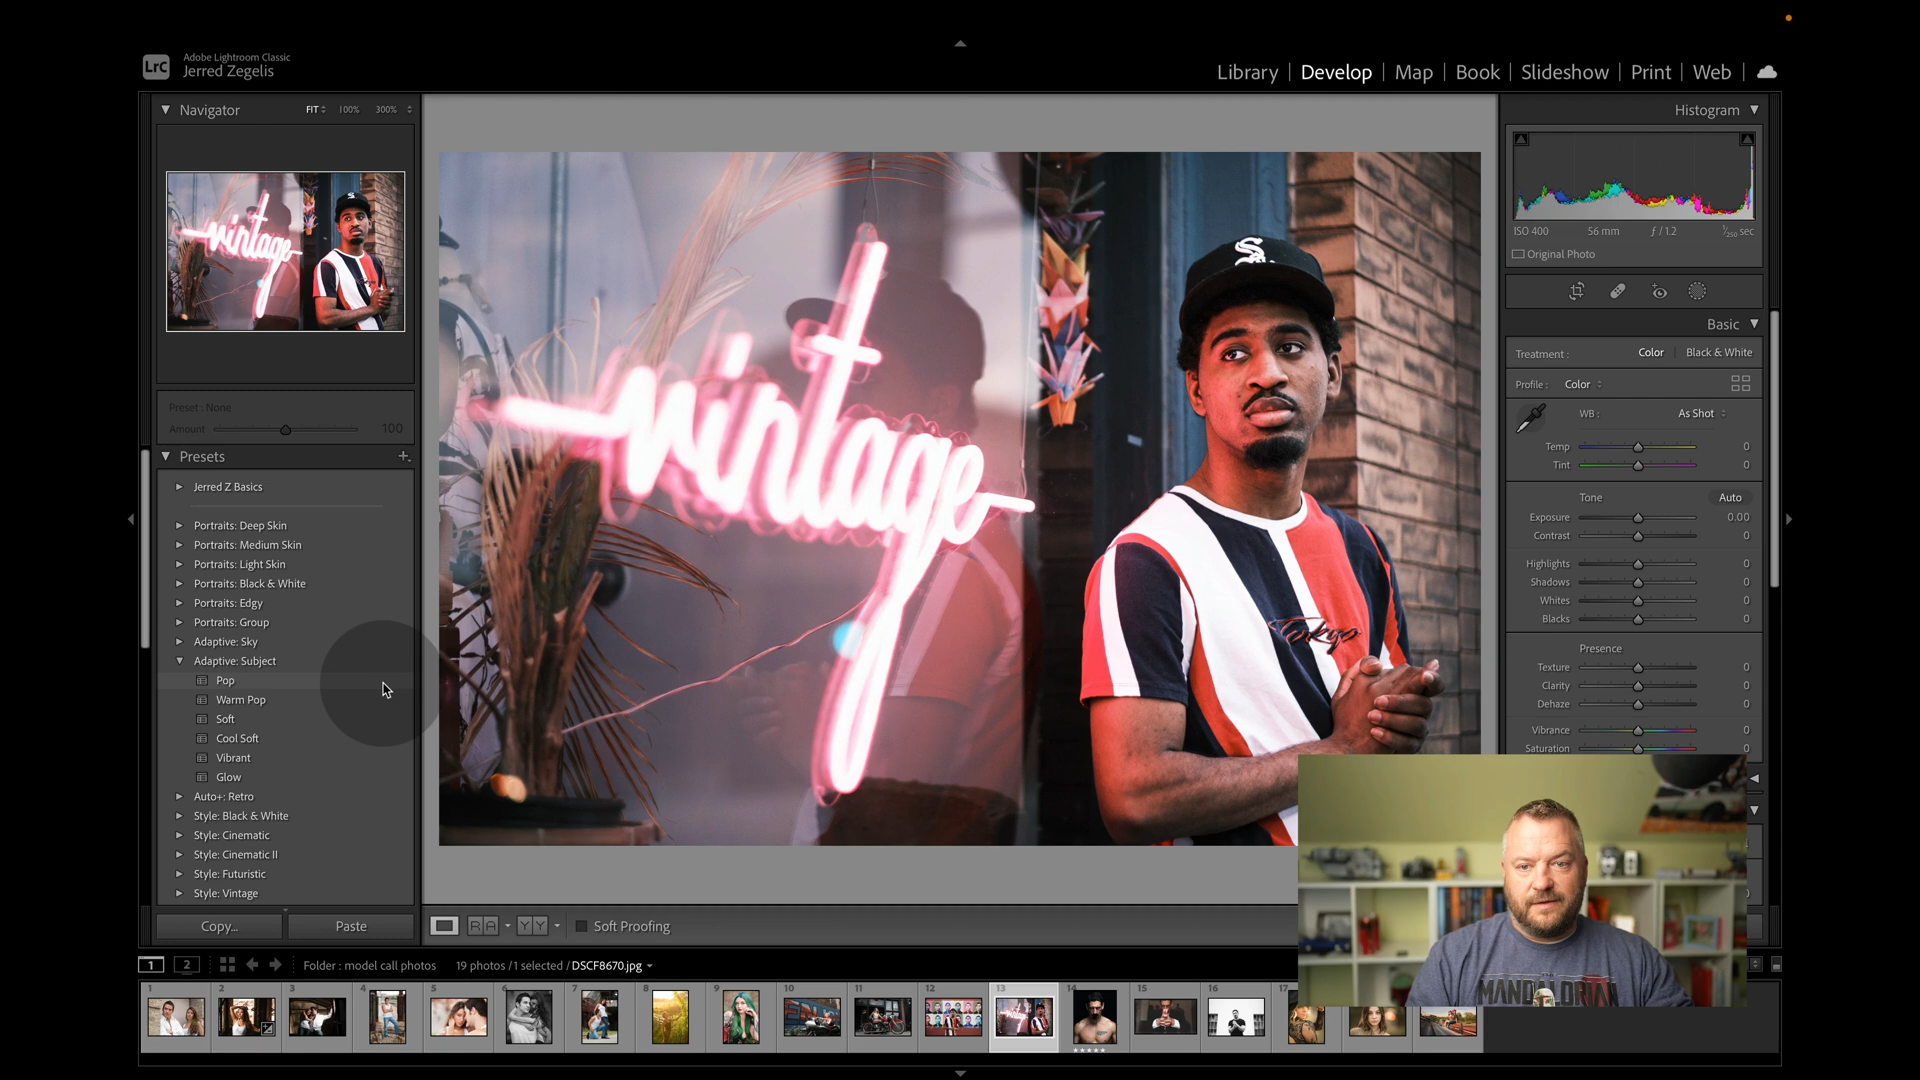 LrC
Adobe Lightroom Classic
Jerred Zegelis
Library | Develop | Map | Book | Slideshow | Print | Web
Navigator
FIT 100% 300%
Preset : None
Amount 100
Presets
Jerred Z Basics
Portraits: Deep Skin
Portraits: Medium Skin
Portraits: Light Skin
Portraits: Black & White
Portraits: Edgy
Portraits: Group
Adaptive: Sky
Adaptive: Subject
Pop
Warm Pop
Soft
Cool Soft
Vibrant
Glow
Auto+: Retro
Style: Black & White
Style: Cinematic
Style: Cinematic II
Style: Futuristic
Style: Vintage
Copy...
Paste
vintage
S
Tokyo
Histogram
ISO 400 56 mm ƒ / 1.2 1/250 sec
Original Photo
Basic
Treatment : Color | Black & White
Profile : Color
WB : As Shot
Temp 0
Tint 0
Tone Auto
Exposure 0.00
Contrast 0
Highlights 0
Shadows 0
Whites 0
Blacks 0
Presence
Texture 0
Clarity 0
Dehaze 0
Vibrance 0
Saturation 0
RA YY Soft Proofing
MANDALORIAN
1 2 Folder : model call photos 19 photos /1 selected /DSCF8670.jpg
1 2 3 4 5 6 7 8 9 10 11 12 13 14 15 16 17